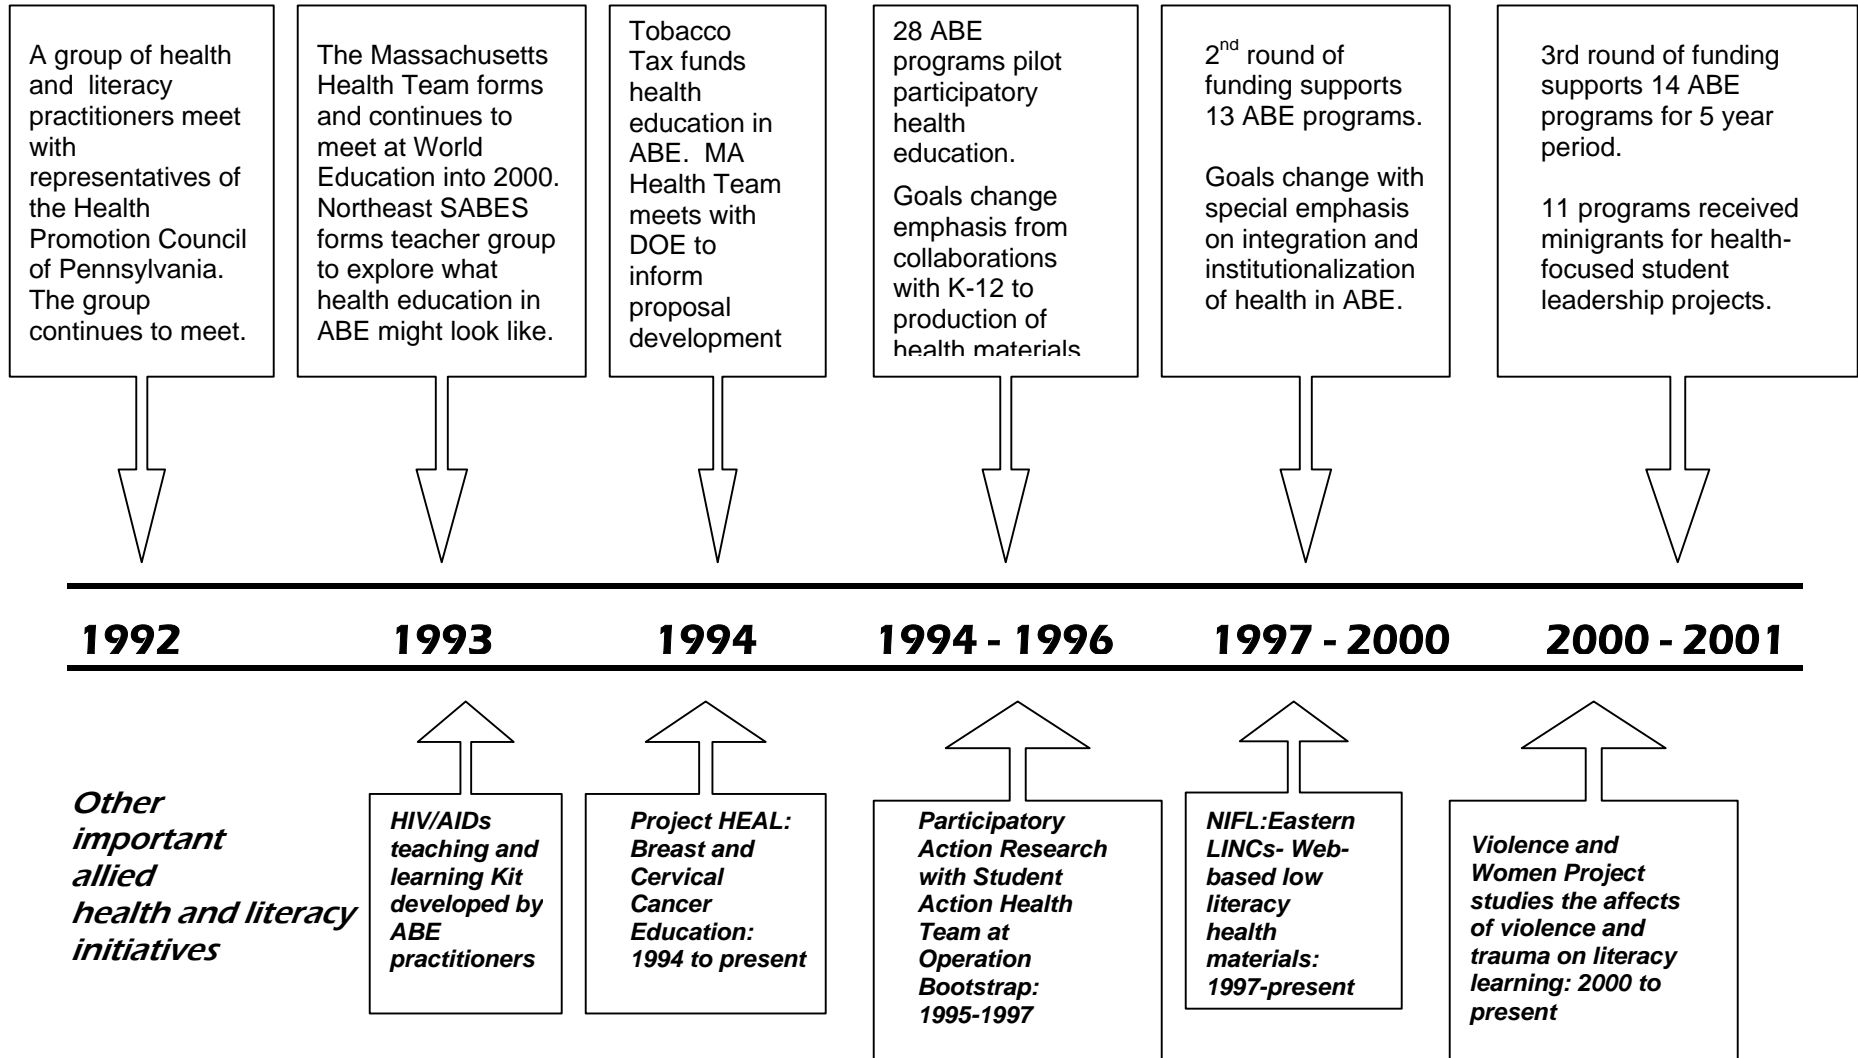 A group of health
and literacy
practitioners meet
with
representatives of
the Health
Promotion Council
of Pennsylvania.
The group
continues to meet.
The Massachusetts
Health Team forms
and continues to
meet at World
Education into 2000.
Northeast SABES
forms teacher group
to explore what
health education in
ABE might look like.
Tobacco
Tax funds
health
education in
ABE. MA
Health Team
meets with
DOE to
inform
proposal
development
28 ABE
programs pilot
participatory
health
education.
Goals change
emphasis from
collaborations
with K-12 to
production of
health materials
2nd round of
funding supports
13 ABE programs.
Goals change with
special emphasis
on integration and
institutionalization
of health in ABE.
3rd round of funding
supports 14 ABE
programs for 5 year
period.
11 programs received
minigrants for health-
focused student
leadership projects.
1992
1993
1994
1994 - 1996
1997 - 2000
2000 - 2001
Other
important
allied
health and literacy
initiatives
HIV/AIDs
teaching and
learning Kit
developed by
ABE
practitioners
Project HEAL:
Breast and
Cervical
Cancer
Education:
1994 to present
Participatory
Action Research
with Student
Action Health
Team at
Operation
Bootstrap:
1995-1997
NIFL:Eastern
LINCs- Web-
based low
literacy
health
materials:
1997-present
Violence and
Women Project
studies the affects
of violence and
trauma on literacy
learning: 2000 to
present